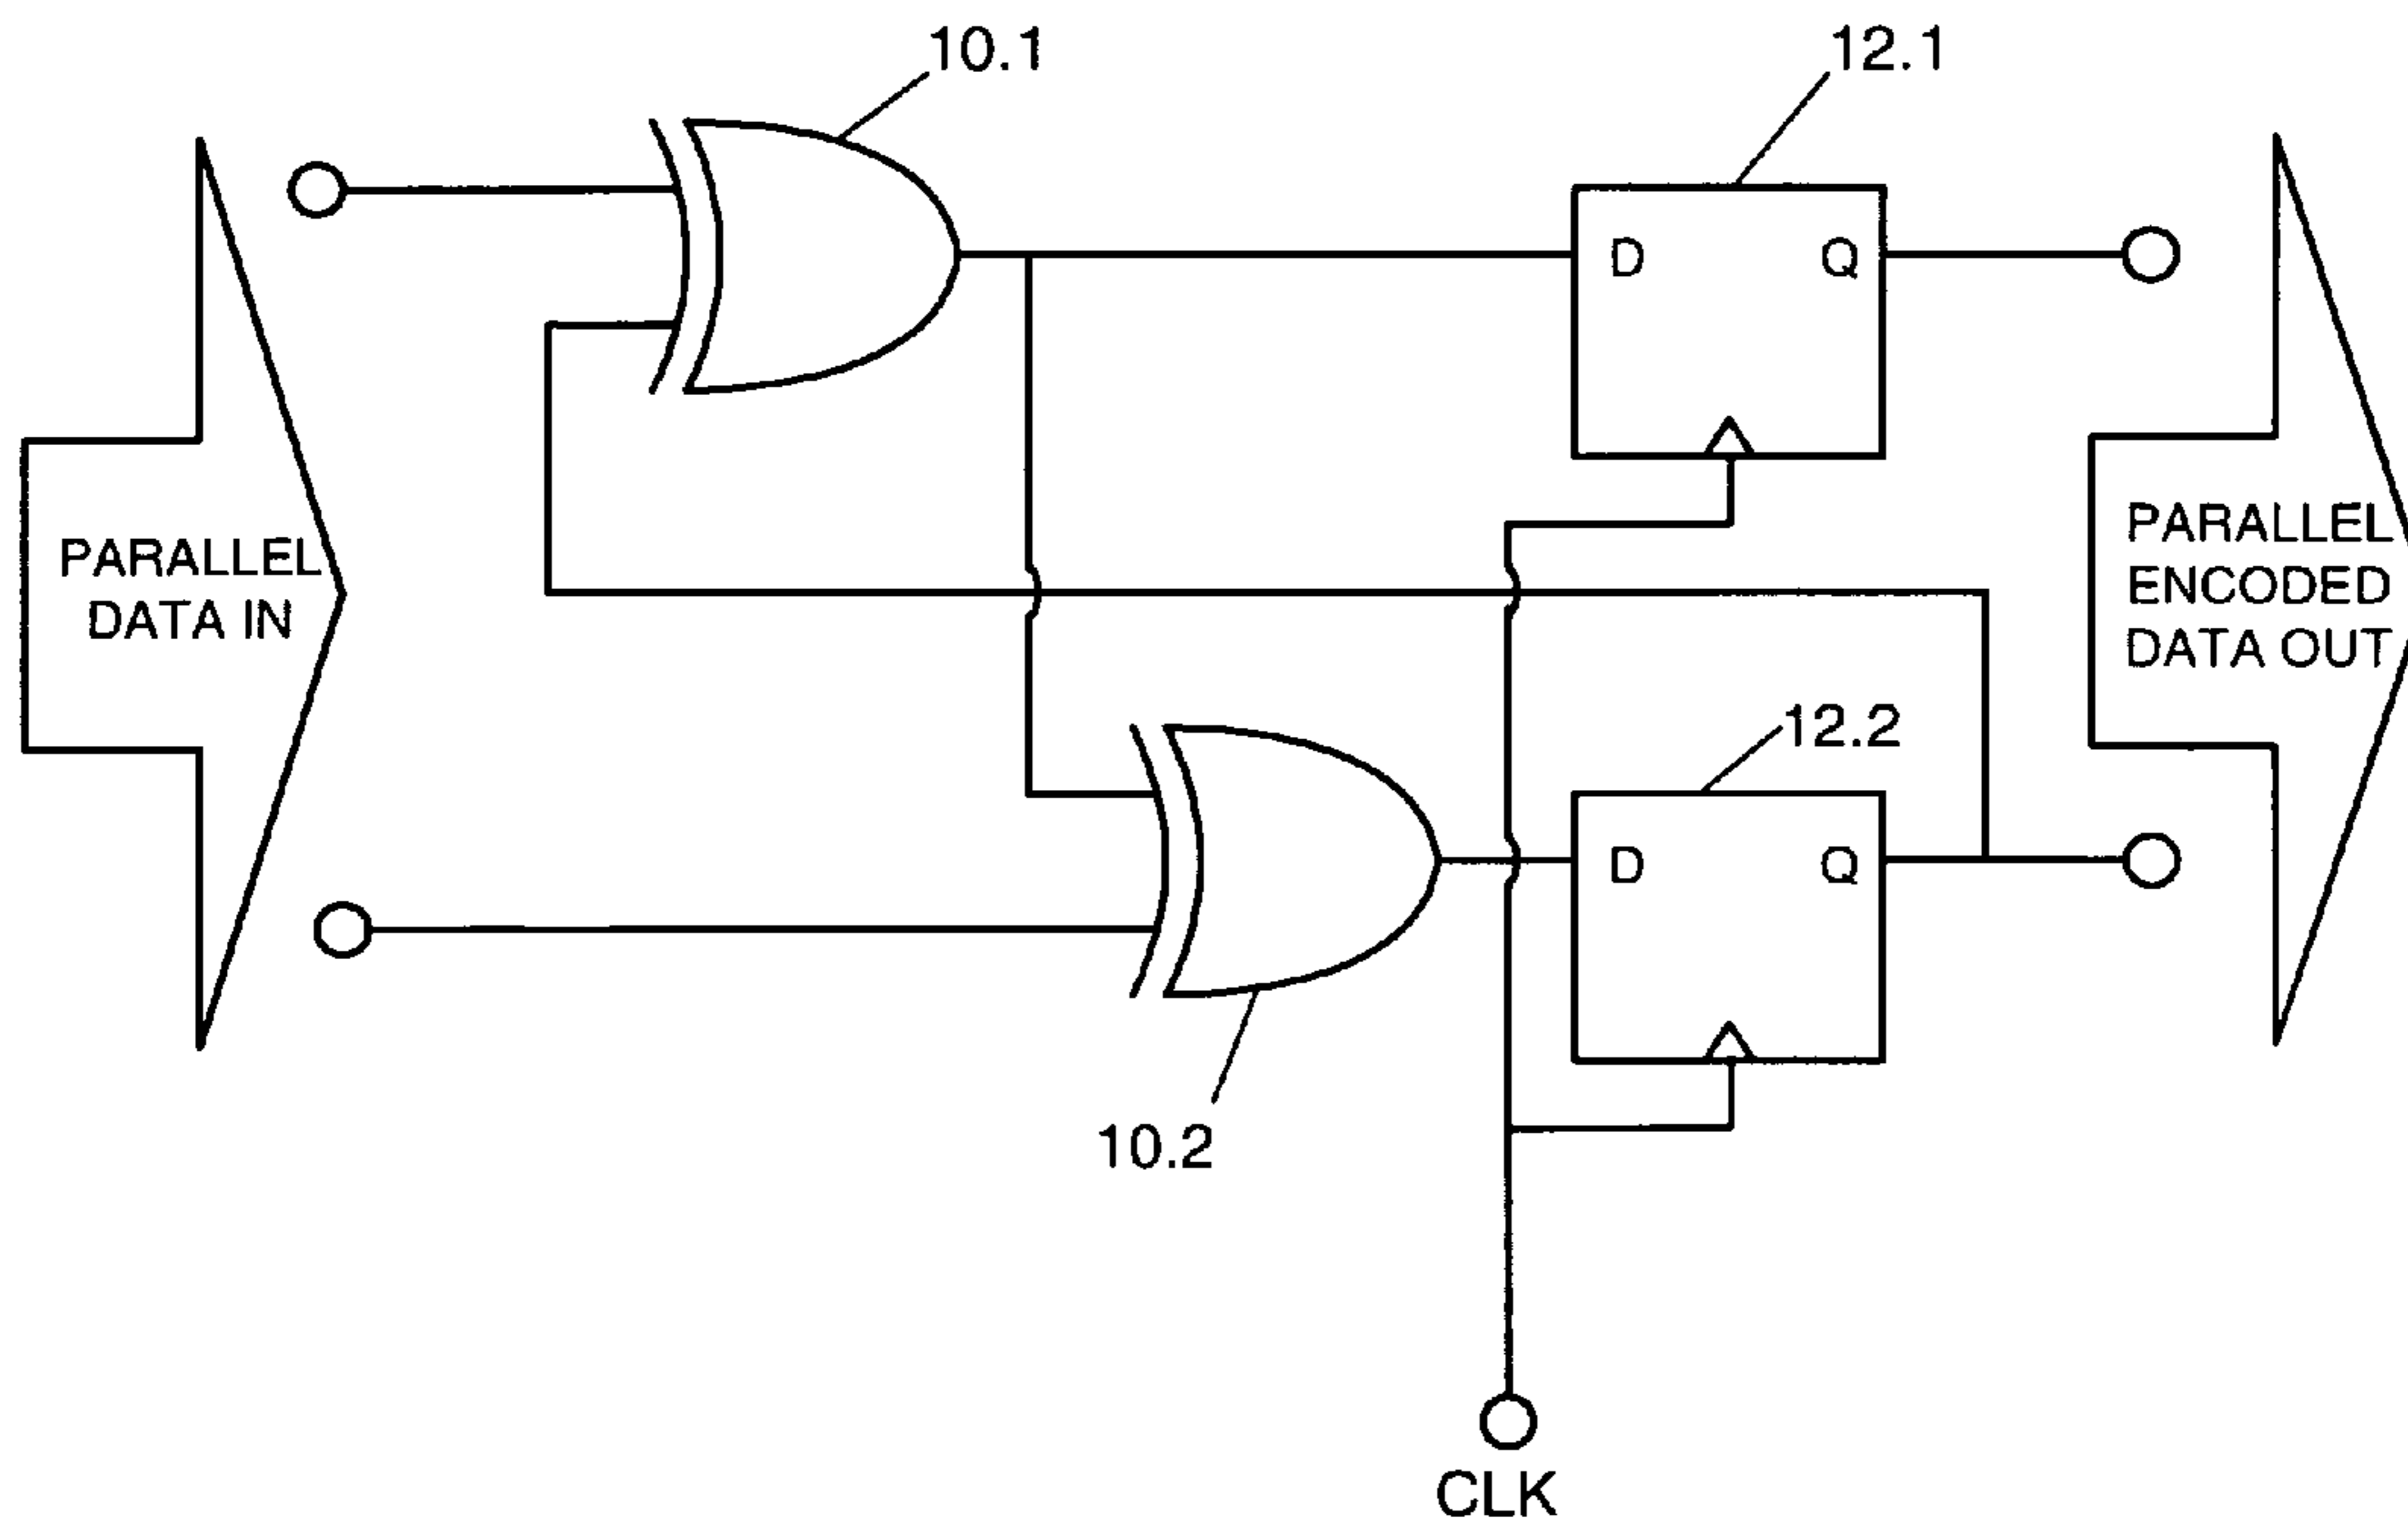 10.1
12.1
D
Q
PARALLEL
DATA IN
PARALLEL
ENCODED
DATA OUT
12.2
D
Q
10.2
CLK